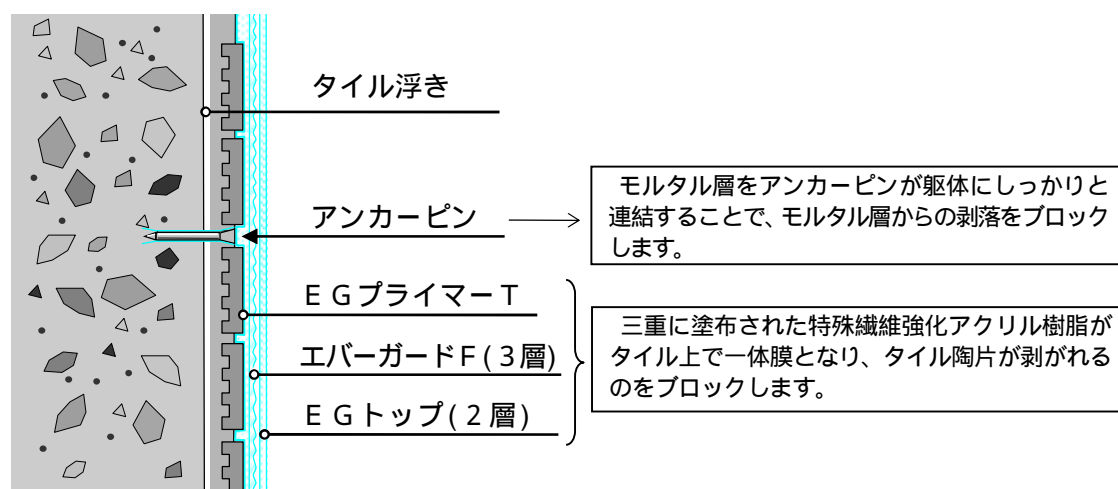 タイル浮き
アンカーピン
モルタル層をアンカーピンが躯体にしっかりと
連結することで、モルタル層からの剥落をブロック
します。
ＥＧプライマーＴ
エバーガードＦ(３層)
ＥＧトップ(２層)
三重に塗布された特殊繊維強化アクリル樹脂が
タイル上で一体膜となり、タイル陶片が剥がれる
のをブロックします。